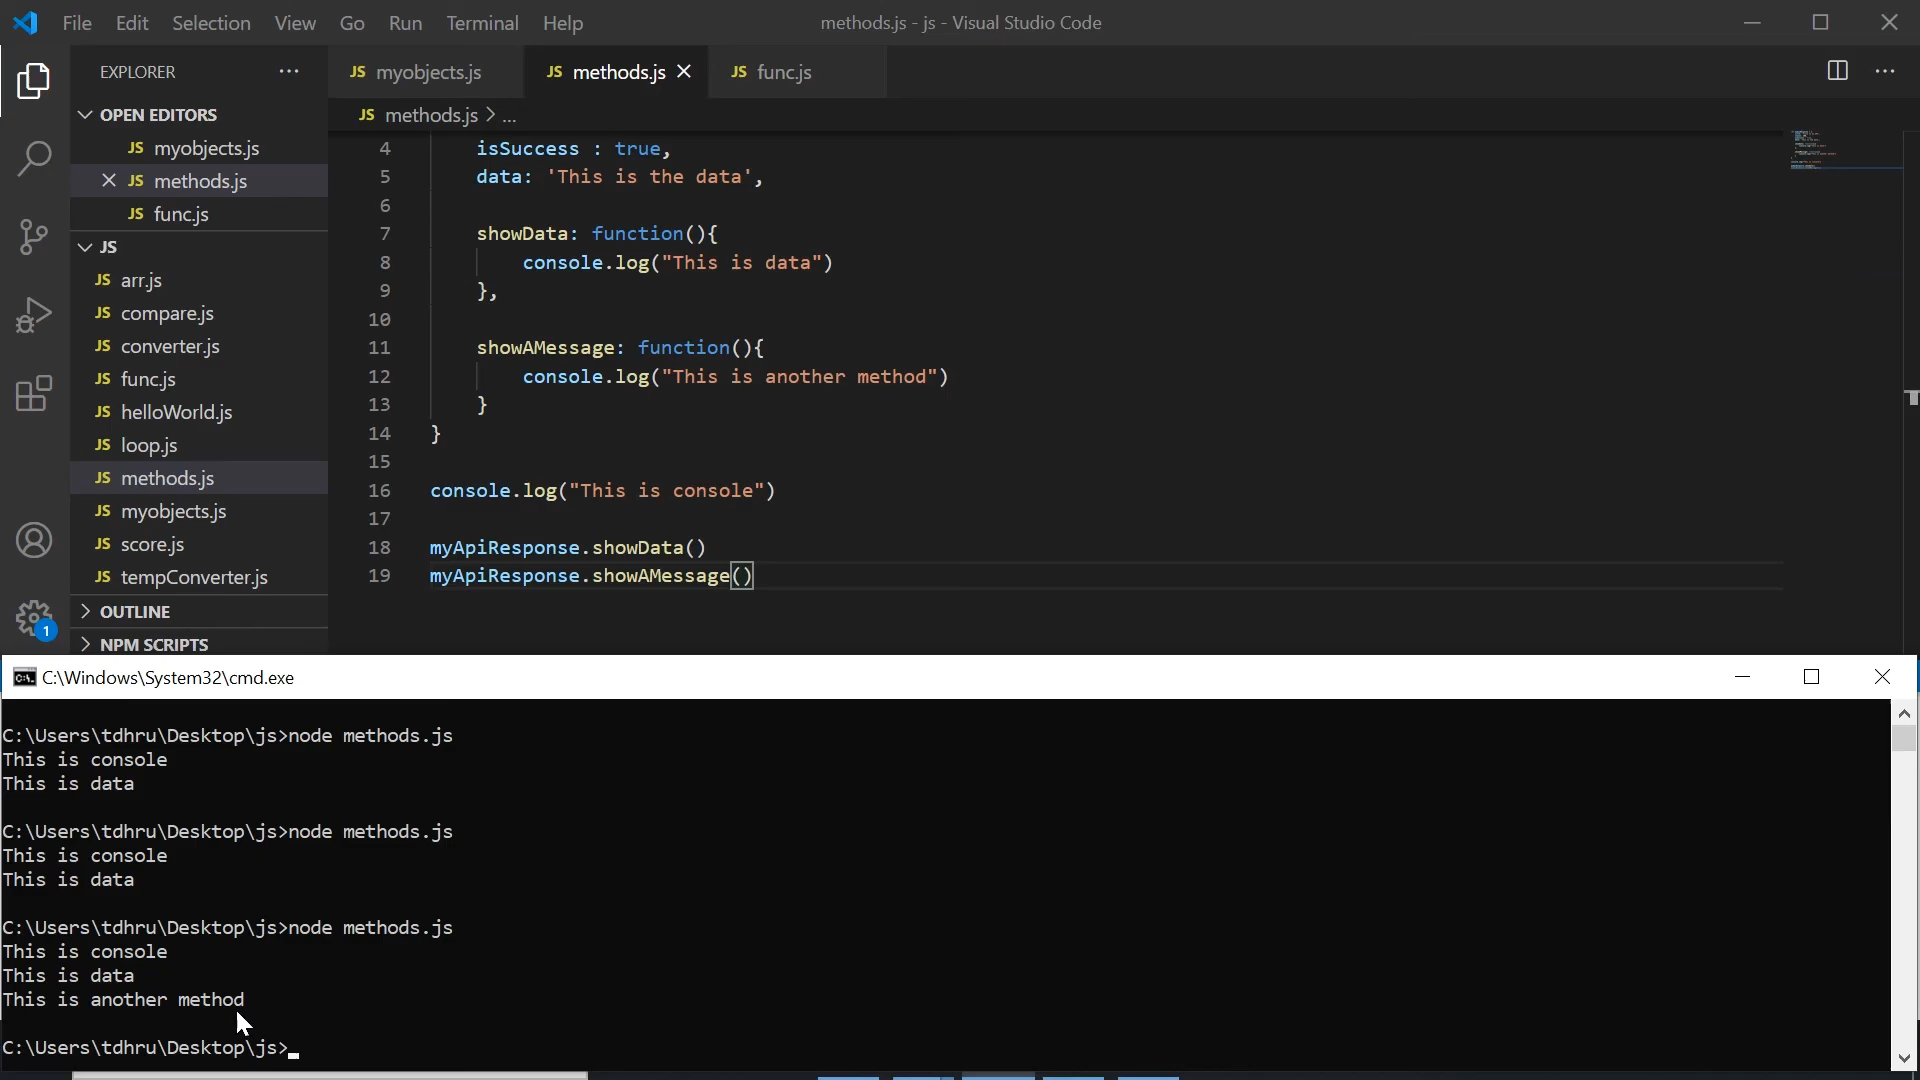 File Edit Selection View Go Run Terminal Help methods.js - js - Visual Studio Code
EXPLORER
JS myobjects.js JS methods.js JS func.js
OPEN EDITORS
JS myobjects.js
JS methods.js
JS func.js
JS
JS arr.js
JS compare.js
JS converter.js
JS func.js
JS helloWorld.js
JS loop.js
JS methods.js
JS myobjects.js
JS score.js
JS tempConverter.js
OUTLINE
NPM SCRIPTS
1
JS methods.js > ...
4 isSuccess : true,
5 data: 'This is the data',
6
7 showData: function(){
8 console.log("This is data")
9 },
10
11 showAMessage: function(){
12 console.log("This is another method")
13 }
14 }
15
16 console.log("This is console")
17
18 myApiResponse.showData()
19 myApiResponse.showAMessage()
C:\Windows\System32\cmd.exe
C:\Users\tdhru\Desktop\js>node methods.js
This is console
This is data
C:\Users\tdhru\Desktop\js>node methods.js
This is console
This is data
C:\Users\tdhru\Desktop\js>node methods.js
This is console
This is data
This is another method
C:\Users\tdhru\Desktop\js>